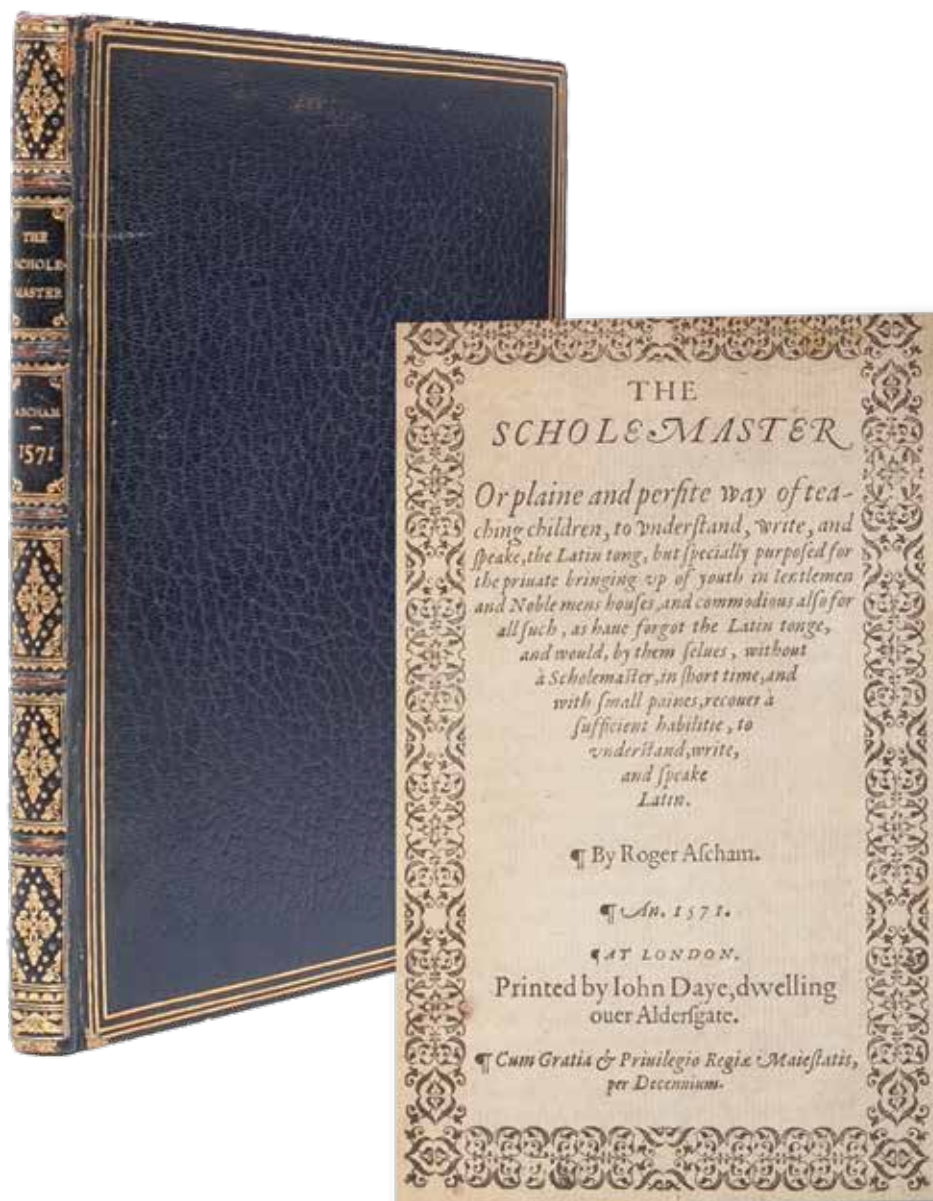 THE
SCHOLE-
MASTER
ASCHAM
1571
THE
SCHOLEMASTER
Or plaine and perfite way of tea-
ching children, to vnderſtand, write, and
ſpeake, the Latin tong, but ſpecially purpoſed for
the priuate bringing vp of youth in Ientlemen
and Noble mens houſes, and commodious alſo for
all ſuch, as haue forgot the Latin tonge,
and would, by them ſelues, without
à Scholemaſter, in ſhort time, and
with ſmall paines, recouer à
ſufficient habilitie, to
vnderſtand, write,
and ſpeake
Latin.
¶ By Roger Aſcham.
¶ An. 1571.
¶ AT LONDON.
Printed by Iohn Daye, dwelling
ouer Alderſgate.
¶ Cum Gratia & Priuilegio Regiæ Maieſtatis,
per Decennium.